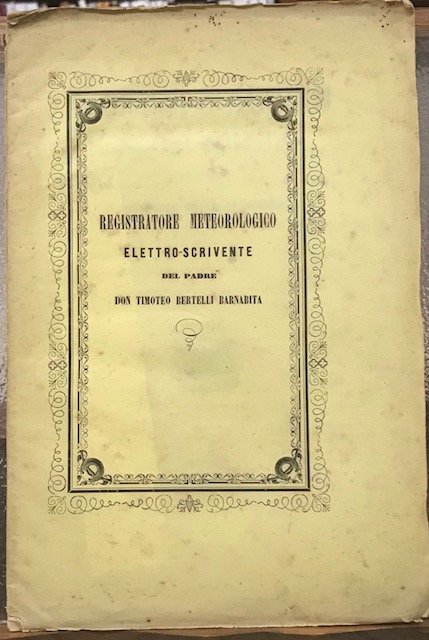 REGISTRATORE METEOROLOGICO
ELETTRO-SCRIVENTE
DEL PADRE
DON TIMOTEO BERTELLI BARNABITA